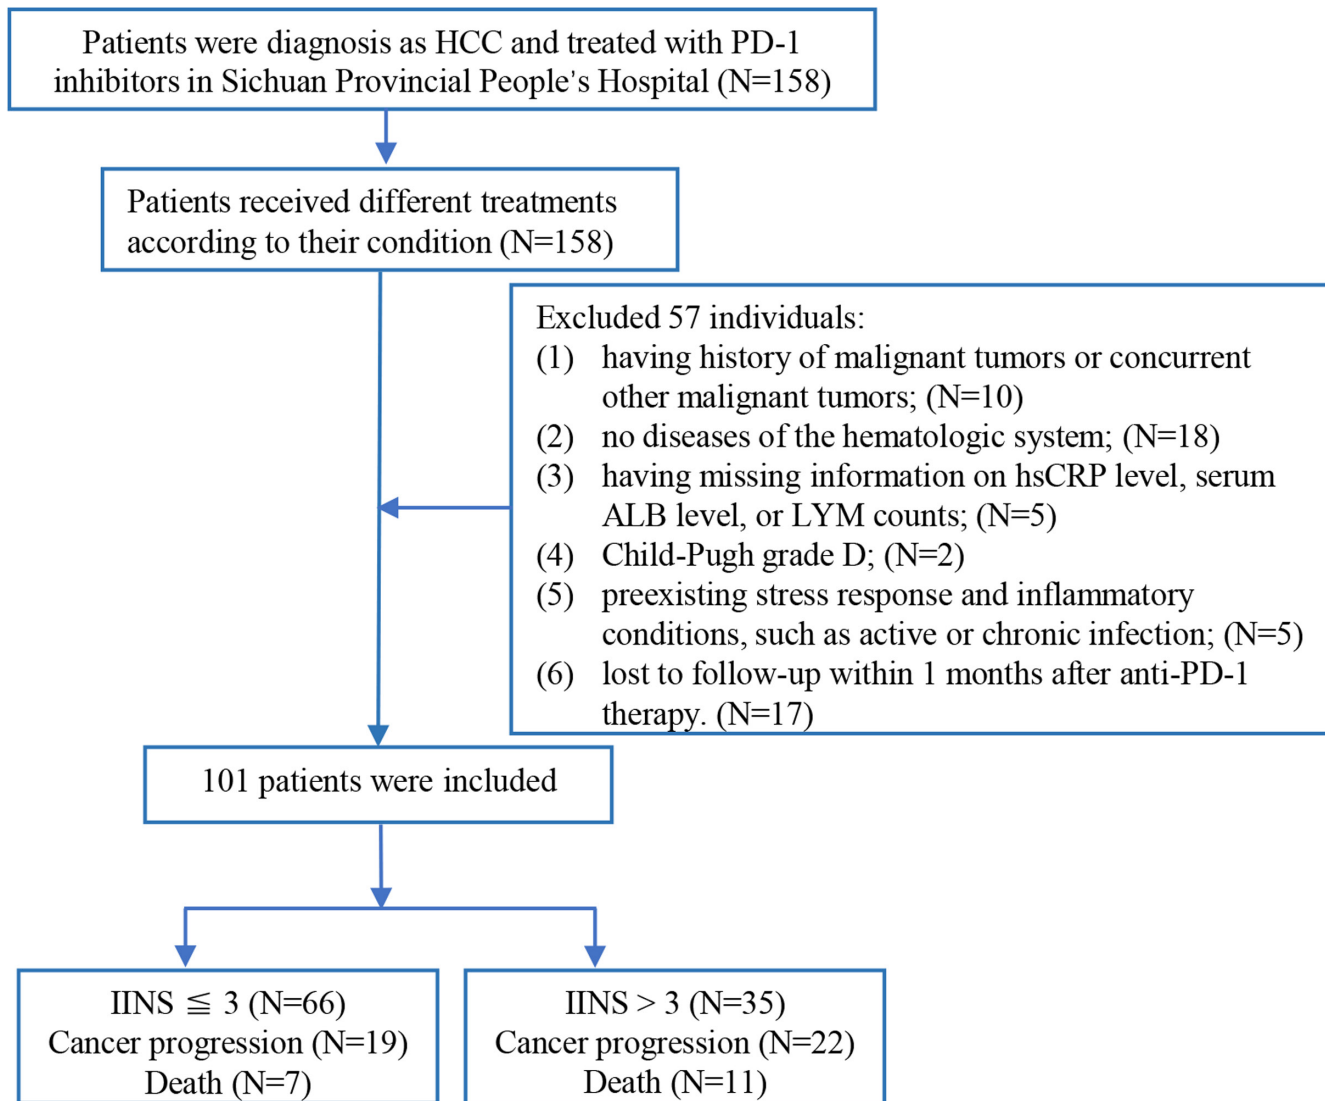 Patients were diagnosis as HCC and treated with PD-1
inhibitors in Sichuan Provincial People's Hospital (N=158)
Patients received different treatments
according to their condition (N=158)
Excluded 57 individuals:
(1) having history of malignant tumors or concurrent
other malignant tumors; (N=10)
(2) no diseases of the hematologic system; (N=18)
(3) having missing information on hsCRP level, serum
ALB level, or LYM counts; (N=5)
(4) Child-Pugh grade D; (N=2)
(5) preexisting stress response and inflammatory
conditions, such as active or chronic infection; (N=5)
(6) lost to follow-up within 1 months after anti-PD-1
therapy. (N=17)
101 patients were included
IINS ≦ 3 (N=66)
Cancer progression (N=19)
Death (N=7)
IINS > 3 (N=35)
Cancer progression (N=22)
Death (N=11)